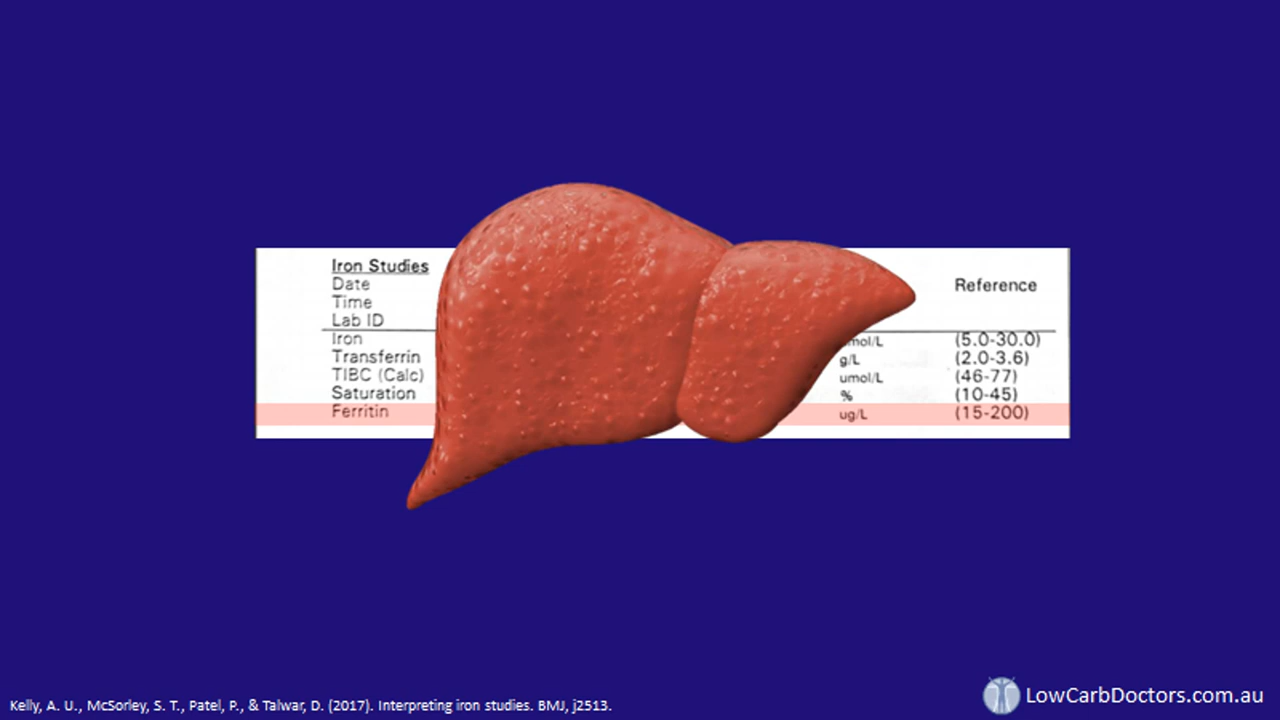 Iron Studies
Date
Time
Lab ID
Reference
Iron mol/L (5.0-30.0)
Transferrin g/L (2.0-3.6)
TIBC (Calc) umol/L (46-77)
Saturation % (10-45)
Ferritin ug/L (15-200)
Kelly, A. U., McSorley, S. T., Patel, P., & Talwar, D. (2017). Interpreting iron studies. BMJ, j2513.
LowCarbDoctors.com.au